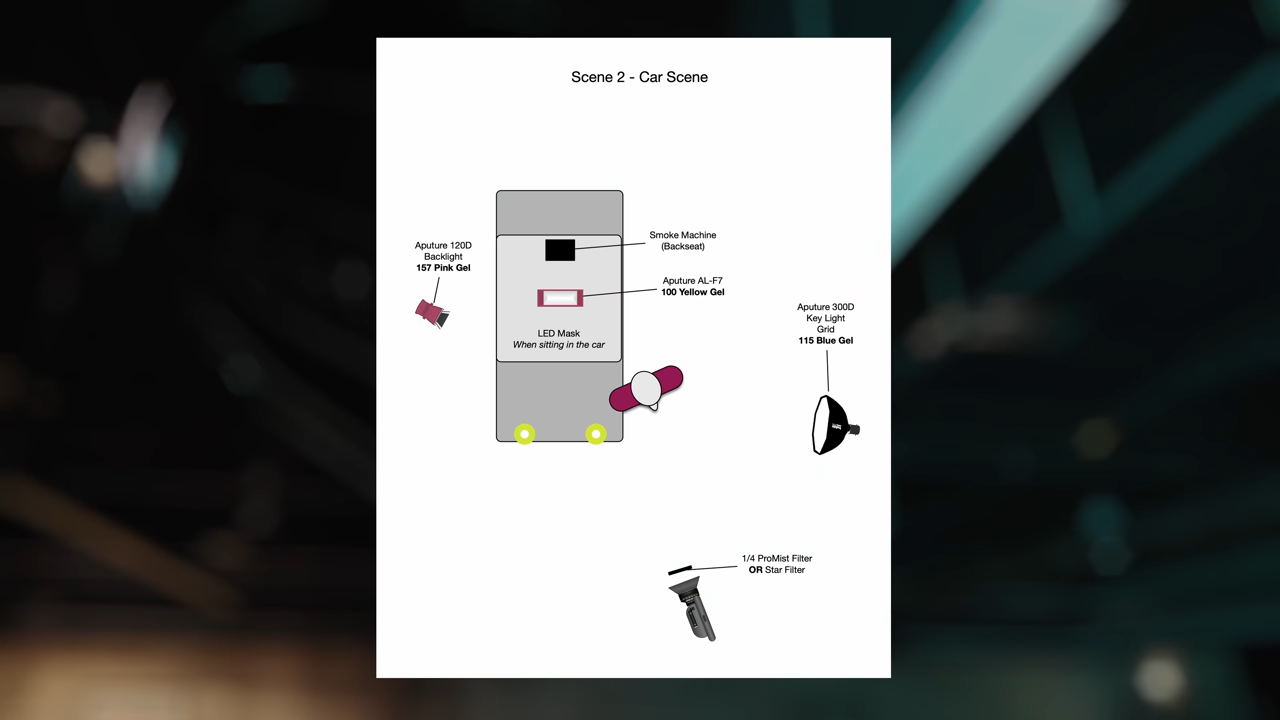 Scene 2 - Car Scene
Smoke Machine
(Backseat)
Aputure 120D
Backlight
157 Pink Gel
Aputure AL-F7
100 Yellow Gel
Aputure 300D
Key Light
Grid
115 Blue Gel
LED Mask
When sitting in the car
1/4 ProMist Filter
OR Star Filter